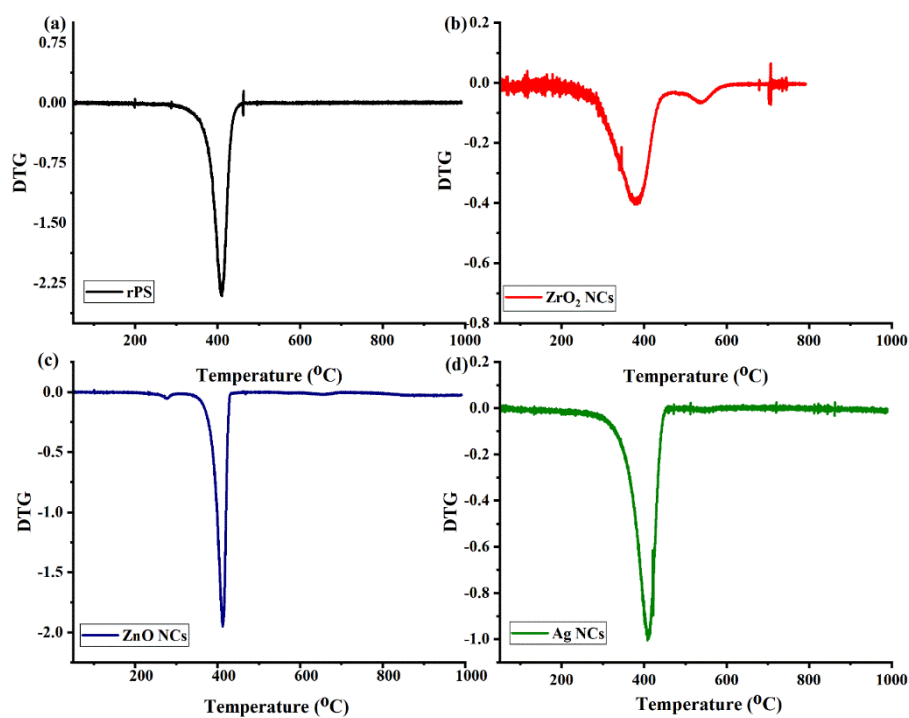 (a)
0.75
0.00
-0.75
-1.50
-2.25
DTG
rPS
200
400
600
800
1000
Temperature (⁰C)
(b)
0.2
0.0
-0.2
-0.4
-0.6
-0.8
DTG
ZrO₂ NCs
200
400
600
800
1000
Temperature (⁰C)
(c)
0.0
-0.5
-1.0
-1.5
-2.0
DTG
ZnO NCs
200
400
600
800
1000
Temperature (⁰C)
(d)
0.2
0.0
-0.2
-0.4
-0.6
-0.8
-1.0
DTG
Ag NCs
200
400
600
800
1000
Temperature (⁰C)